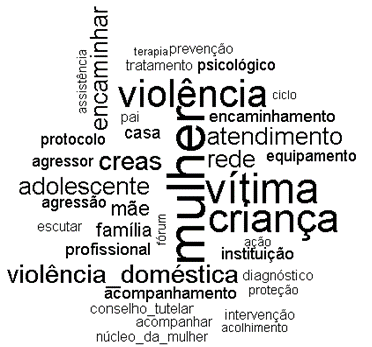 encaminhar
assistência
terapia
prevenção
tratamento
psicológico
violência
ciclo
pai
encaminhamento
protocolo
casa
mulher
atendimento
agressor
creas
rede
equipamento
adolescente
vítima
agressão
mãe
criança
escutar
família
fórum
ação
profissional
instituição
violência_doméstica
diagnóstico
acompanhamento
proteção
conselho_tutelar
intervenção
acompanhar
acolhimento
núcleo_da_mulher